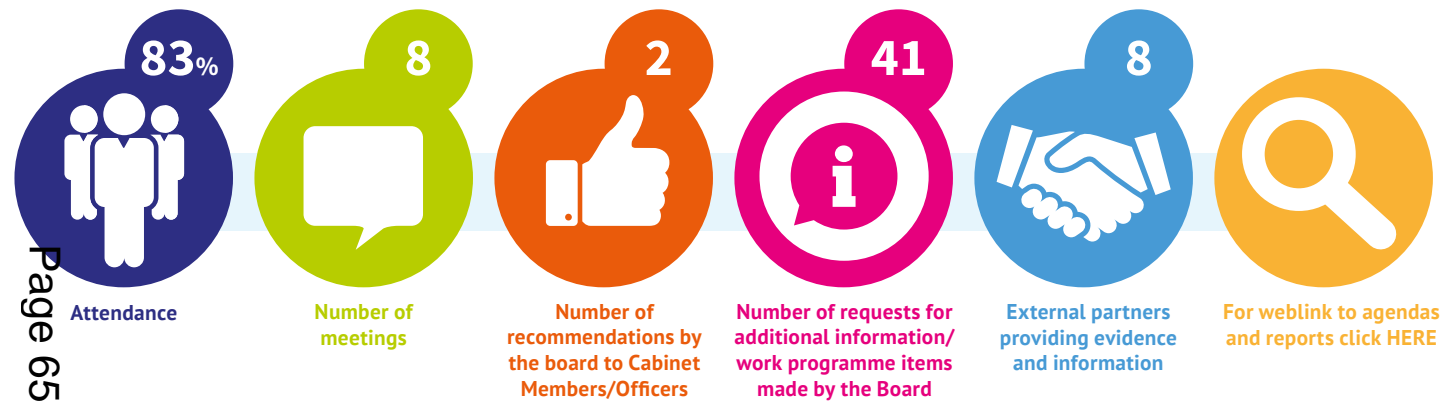 83%
8
2
41
8
i
Attendance
Number of
meetings
Number of
recommendations by
the board to Cabinet
Members/Officers
Number of requests for
additional information/
work programme items
made by the Board
External partners
providing evidence
and information
For weblink to agendas
and reports click HERE
Page 65